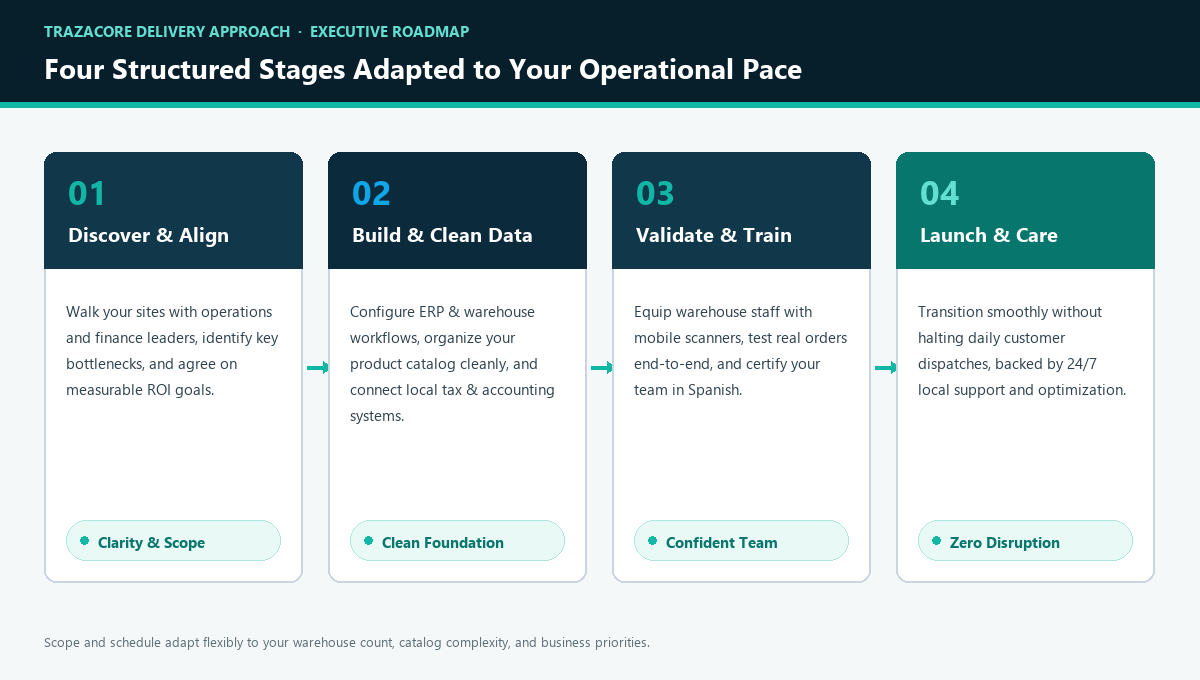 TRAZACORE DELIVERY APPROACH · EXECUTIVE ROADMAP
Four Structured Stages Adapted to Your Operational Pace
01
Discover & Align
Walk your sites with operations
and finance leaders, identify key
bottlenecks, and agree on
measurable ROI goals.
Clarity & Scope
02
Build & Clean Data
Configure ERP & warehouse
workflows, organize your
product catalog cleanly, and
connect local tax & accounting
systems.
Clean Foundation
03
Validate & Train
Equip warehouse staff with
mobile scanners, test real orders
end-to-end, and certify your
team in Spanish.
Confident Team
04
Launch & Care
Transition smoothly without
halting daily customer
dispatches, backed by 24/7
local support and optimization.
Zero Disruption
Scope and schedule adapt flexibly to your warehouse count, catalog complexity, and business priorities.